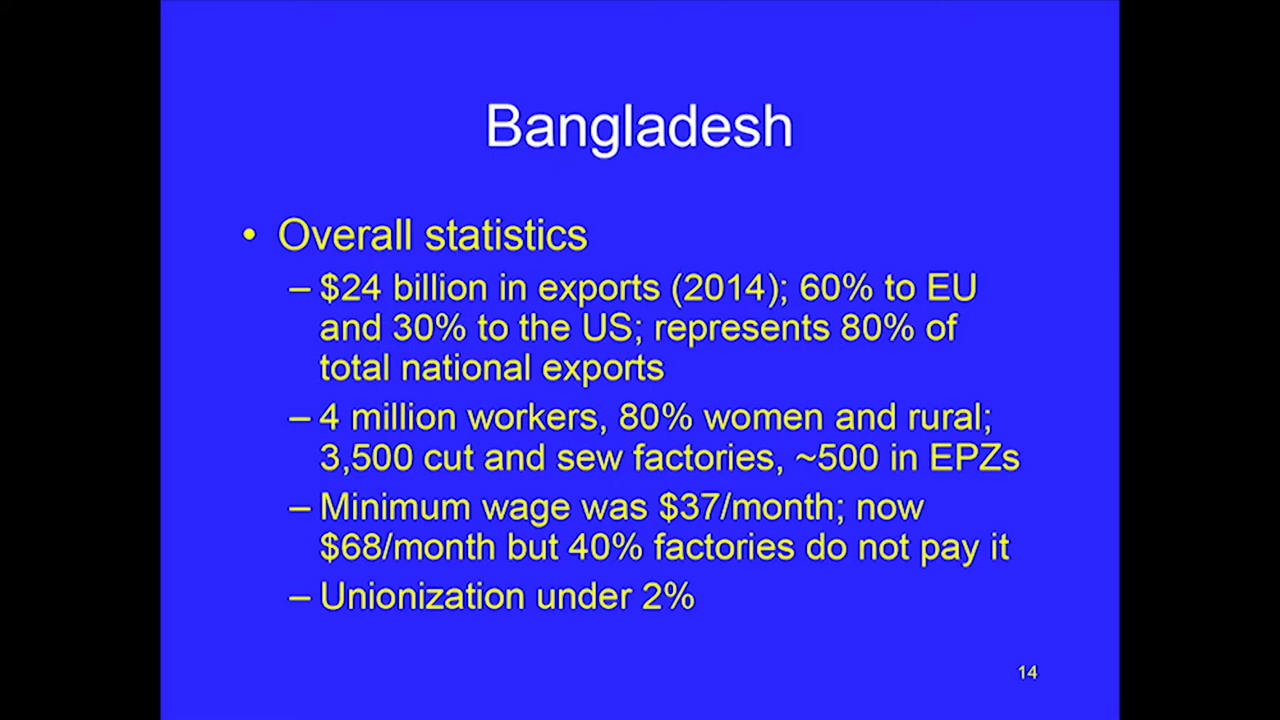 Bangladesh
• Overall statistics
– $24 billion in exports (2014); 60% to EU
and 30% to the US; represents 80% of
total national exports
– 4 million workers, 80% women and rural;
3,500 cut and sew factories, ~500 in EPZs
– Minimum wage was $37/month; now
$68/month but 40% factories do not pay it
– Unionization under 2%
14